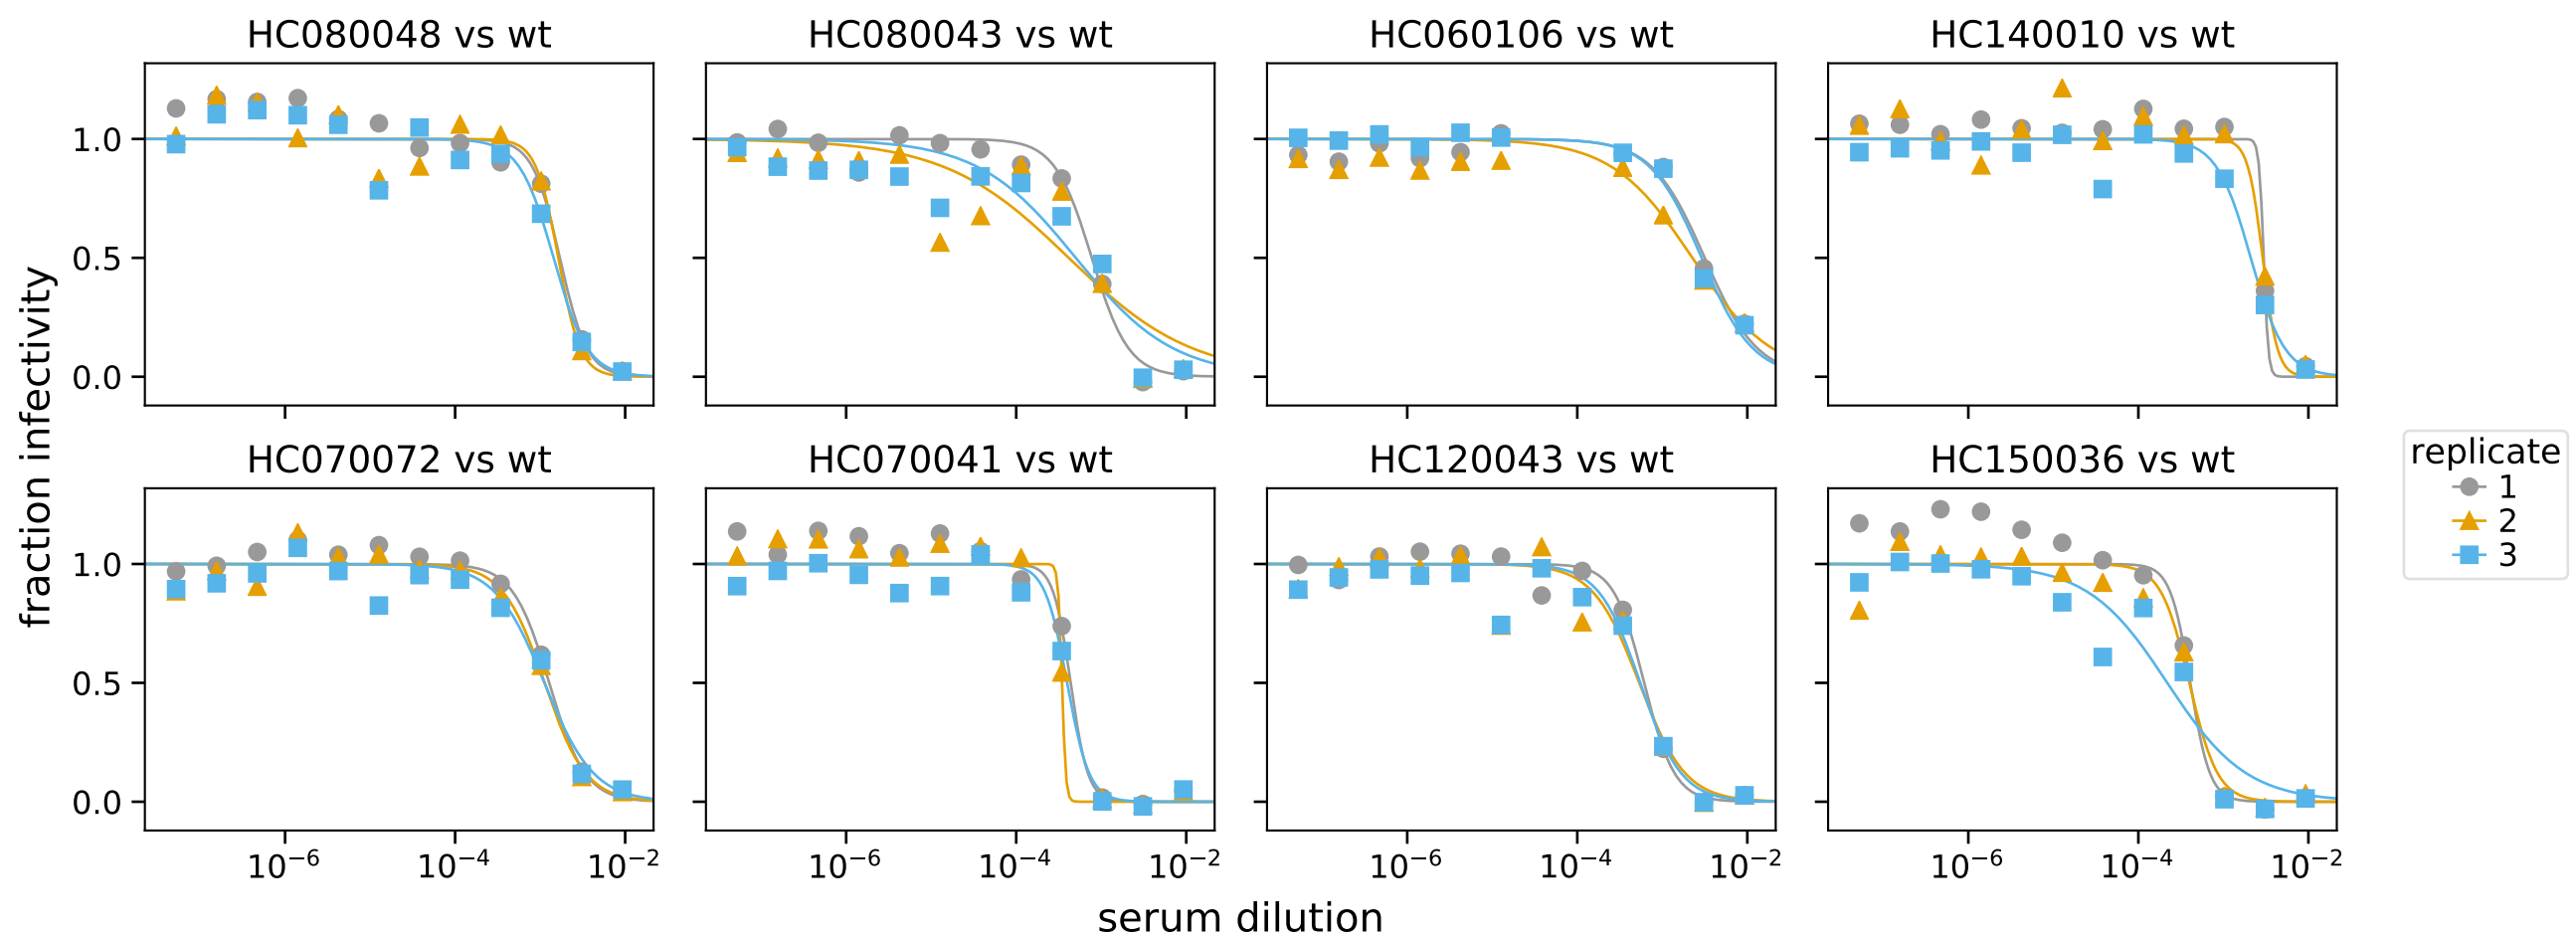 HC080048 vs wt
HC080043 vs wt
HC060106 vs wt
HC140010 vs wt
1.0
0.5
0.0
HC070072 vs wt
HC070041 vs wt
HC120043 vs wt
HC150036 vs wt
1.0
0.5
0.0
10⁻⁶ 10⁻⁴ 10⁻²
10⁻⁶ 10⁻⁴ 10⁻²
10⁻⁶ 10⁻⁴ 10⁻²
10⁻⁶ 10⁻⁴ 10⁻²
fraction infectivity
serum dilution
replicate
1
2
3